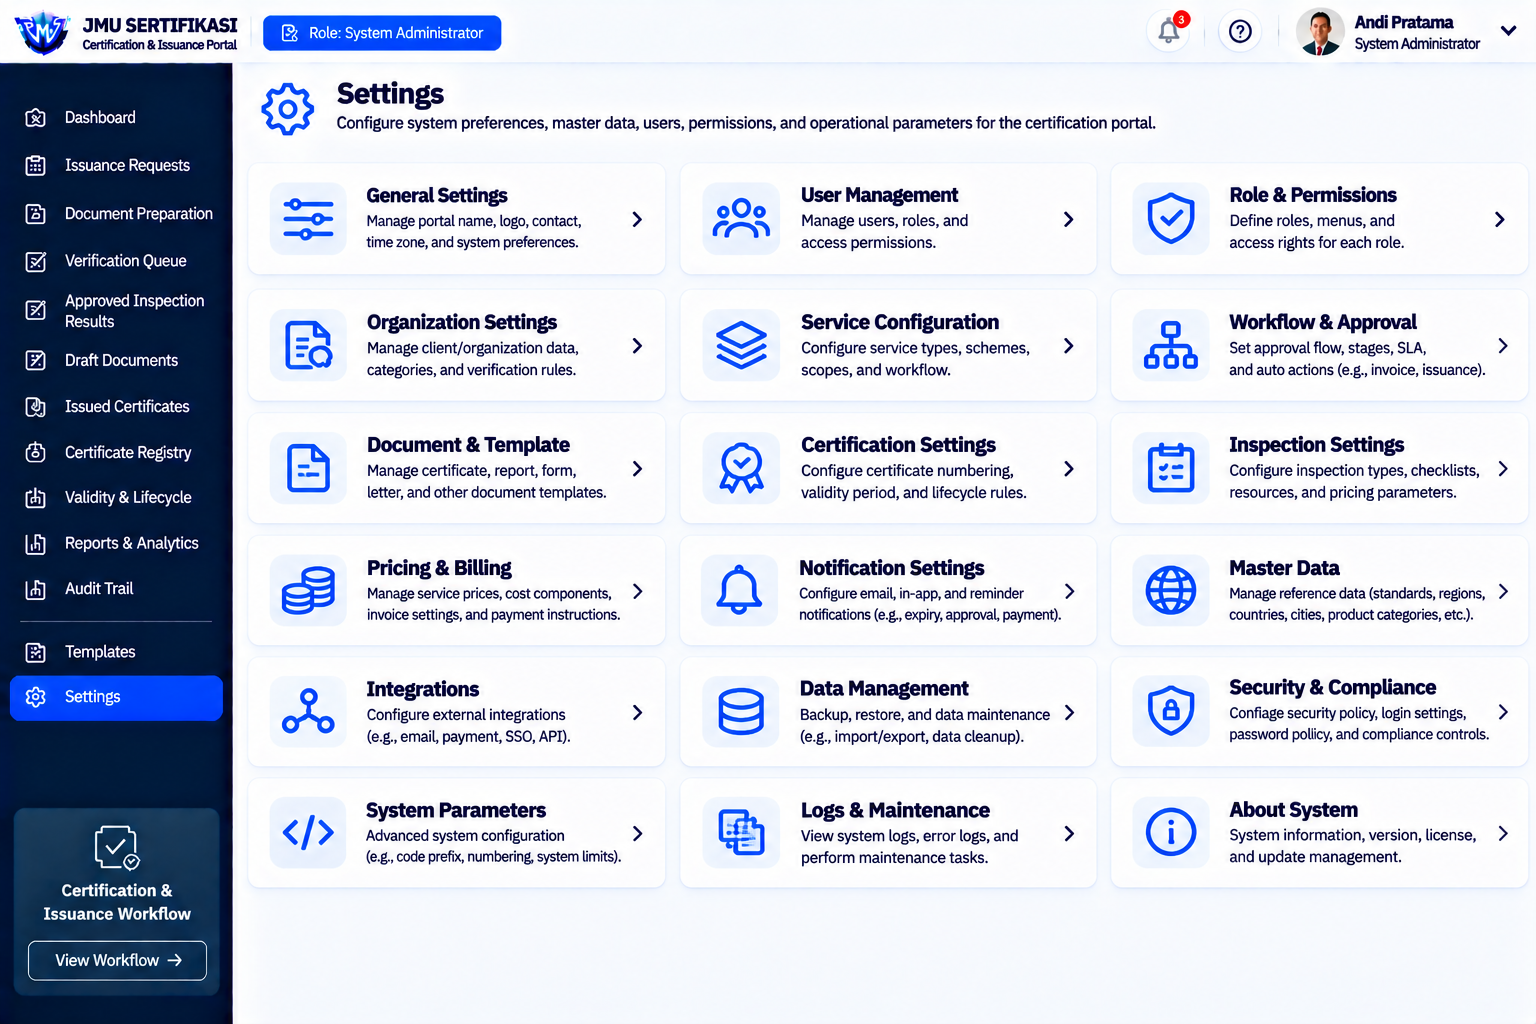 PMS
JMU SERTIFIKASI
Certification & Issuance Portal
Role: System Administrator
3
?
Andi Pratama
System Administrator
Dashboard
Issuance Requests
Document Preparation
Verification Queue
Approved Inspection
Results
Draft Documents
Issued Certificates
Certificate Registry
Validity & Lifecycle
Reports & Analytics
Audit Trail
Templates
Settings
Certification &
Issuance Workflow
View Workflow →
Settings
Configure system preferences, master data, users, permissions, and operational parameters for the certification portal.
General Settings
Manage portal name, logo, contact,
time zone, and system preferences.
User Management
Manage users, roles, and
access permissions.
Role & Permissions
Define roles, menus, and
access rights for each role.
Organization Settings
Manage client/organization data,
categories, and verification rules.
Service Configuration
Configure service types, schemes,
scopes, and workflow.
Workflow & Approval
Set approval flow, stages, SLA,
and auto actions (e.g., invoice, issuance).
Document & Template
Manage certificate, report, form,
letter, and other document templates.
Certification Settings
Configure certificate numbering,
validity period, and lifecycle rules.
Inspection Settings
Configure inspection types, checklists,
resources, and pricing parameters.
Pricing & Billing
Manage service prices, cost components,
invoice settings, and payment instructions.
Notification Settings
Configure email, in-app, and reminder
notifications (e.g., expiry, approval, payment).
Master Data
Manage reference data (standards, regions,
countries, cities, product categories, etc.).
Integrations
Configure external integrations
(e.g., email, payment, SSO, API).
Data Management
Backup, restore, and data maintenance
(e.g., import/export, data cleanup).
Security & Compliance
Confiage security policy, login settings,
password policy, and compliance controls.
</> System Parameters
Advanced system configuration
(e.g., code prefix, numbering, system limits).
Logs & Maintenance
View system logs, error logs, and
perform maintenance tasks.
About System
System information, version, license,
and update management.